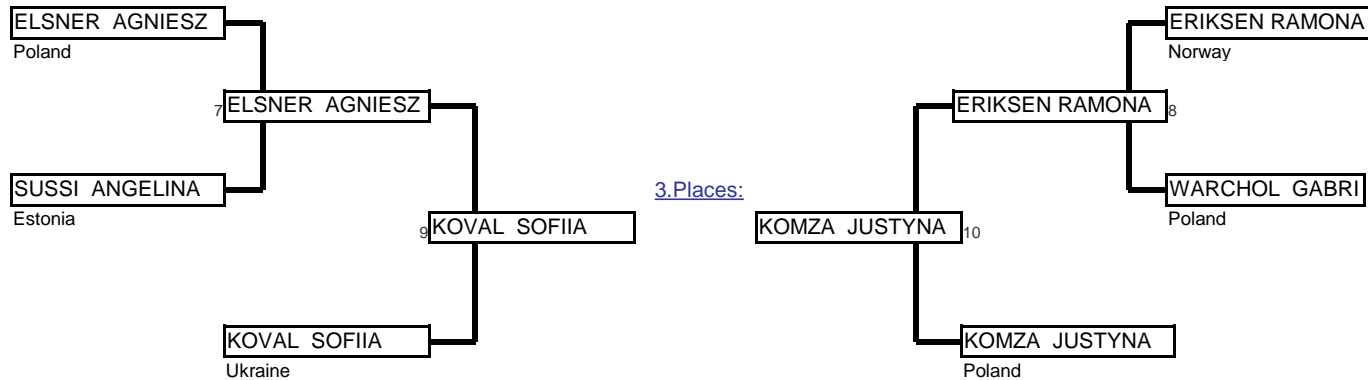 ELSNER AGNIESZ
Poland
7 ELSNER AGNIESZ
SUSSI ANGELINA
Estonia
9 KOVAL SOFIIA
KOVAL SOFIIA
Ukraine
3.Places:
ERIKSEN RAMONA
Norway
ERIKSEN RAMONA 8
WARCHOL GABRI
Poland
KOMZA JUSTYNA 10
KOMZA JUSTYNA
Poland